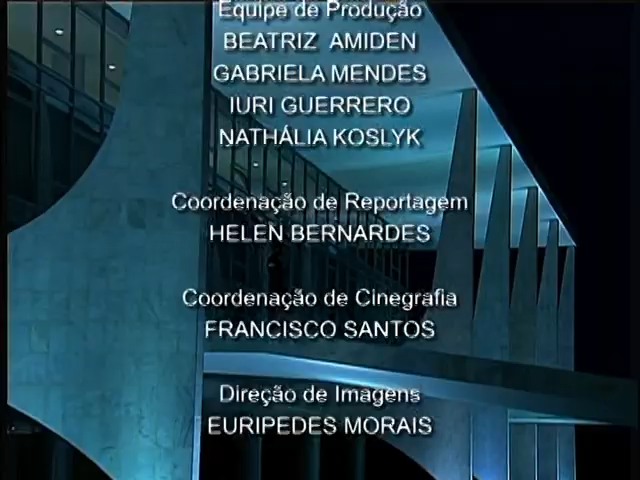 Equipe de Produção
BEATRIZ AMIDEN
GABRIELA MENDES
IURI GUERRERO
NATHÁLIA KOSLYK
Coordenação de Reportagem
HELEN BERNARDES
Coordenação de Cinegrafia
FRANCISCO SANTOS
Direção de Imagens
EURIPEDES MORAIS